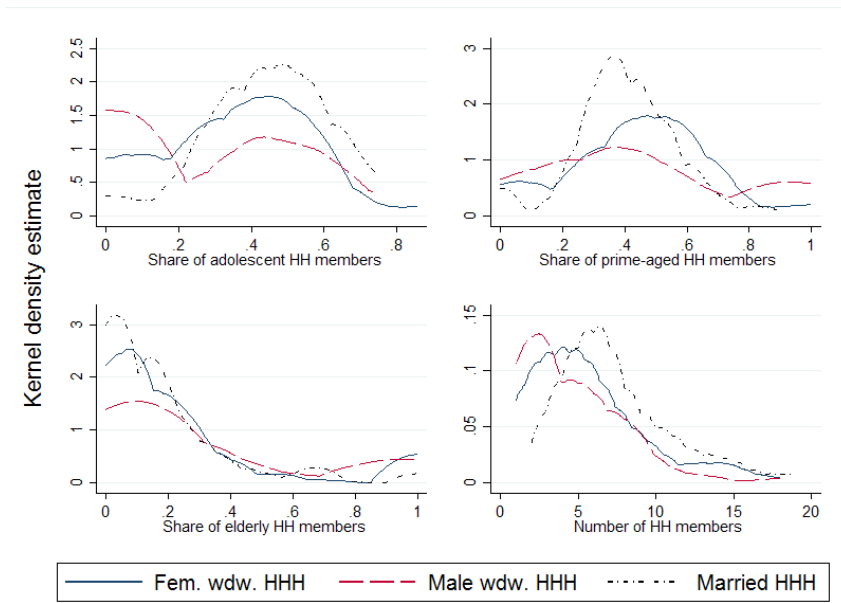 Kernel density estimate
2.5
2
1.5
1
.5
0
0 .2 .4 .6 .8
Share of adolescent HH members
3
2
1
0
0 .2 .4 .6 .8 1
Share of prime-aged HH members
3
2
1
0
0 .2 .4 .6 .8 1
Share of elderly HH members
.15
.1
.05
0
0 5 10 15 20
Number of HH members
Fem. wdw. HHH Male wdw. HHH Married HHH